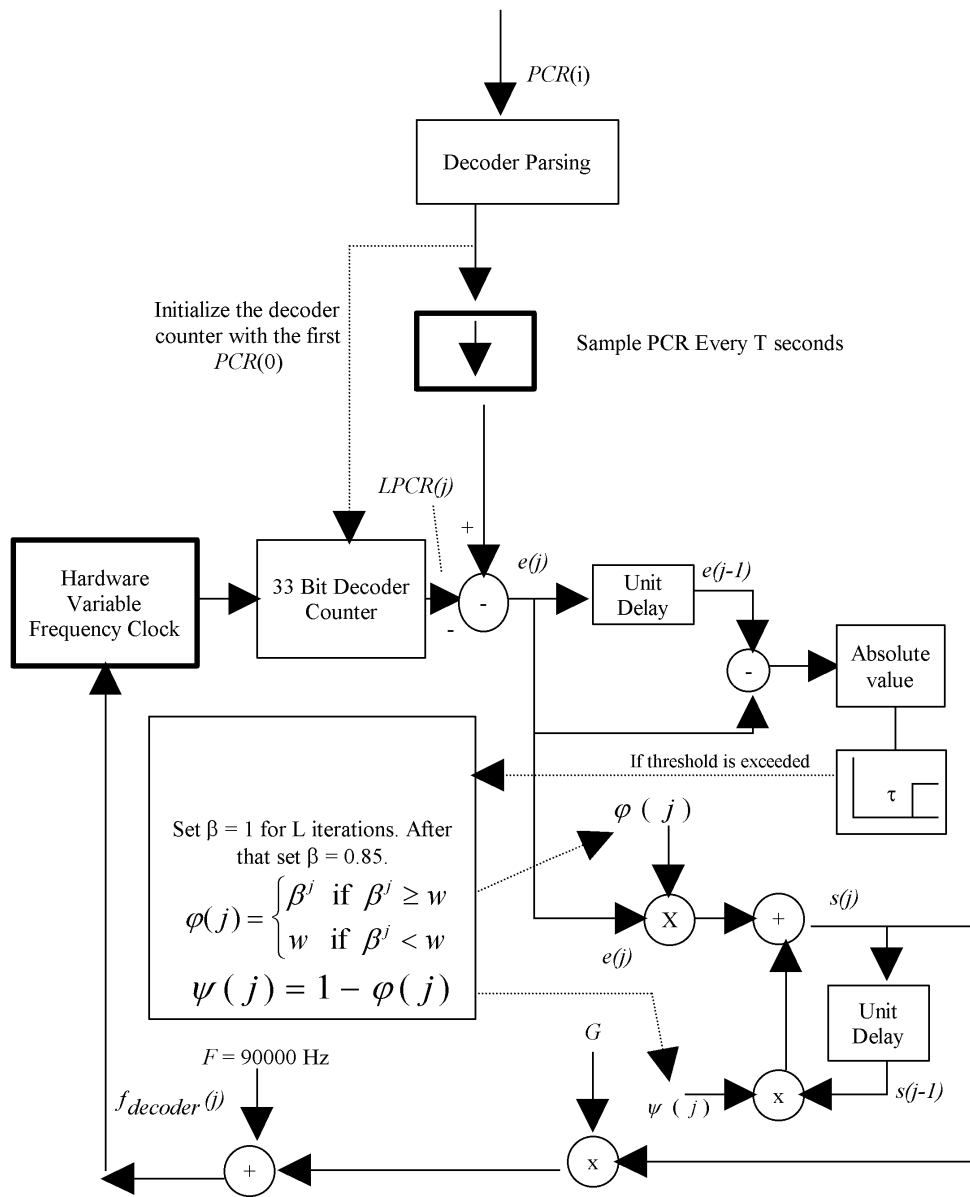 PCR(i)
Decoder Parsing
Initialize the decoder
counter with the first
PCR(0)
Sample PCR Every T seconds
LPCR(j)
+
Hardware
Variable
Frequency Clock
33 Bit Decoder
Counter
-
-
e(j)
Unit
Delay
e(j-1)
-
Absolute
value
If threshold is exceeded
τ
Set β = 1 for L iterations. After
that set β = 0.85.
φ(j) = { β^j if β^j ≥ w
w if β^j < w
ψ(j) = 1 − φ(j)
φ ( j )
X
e(j)
+
s(j)
Unit
Delay
s(j-1)
ψ ( j )
x
G
x
F = 90000 Hz
f_decoder (j)
+